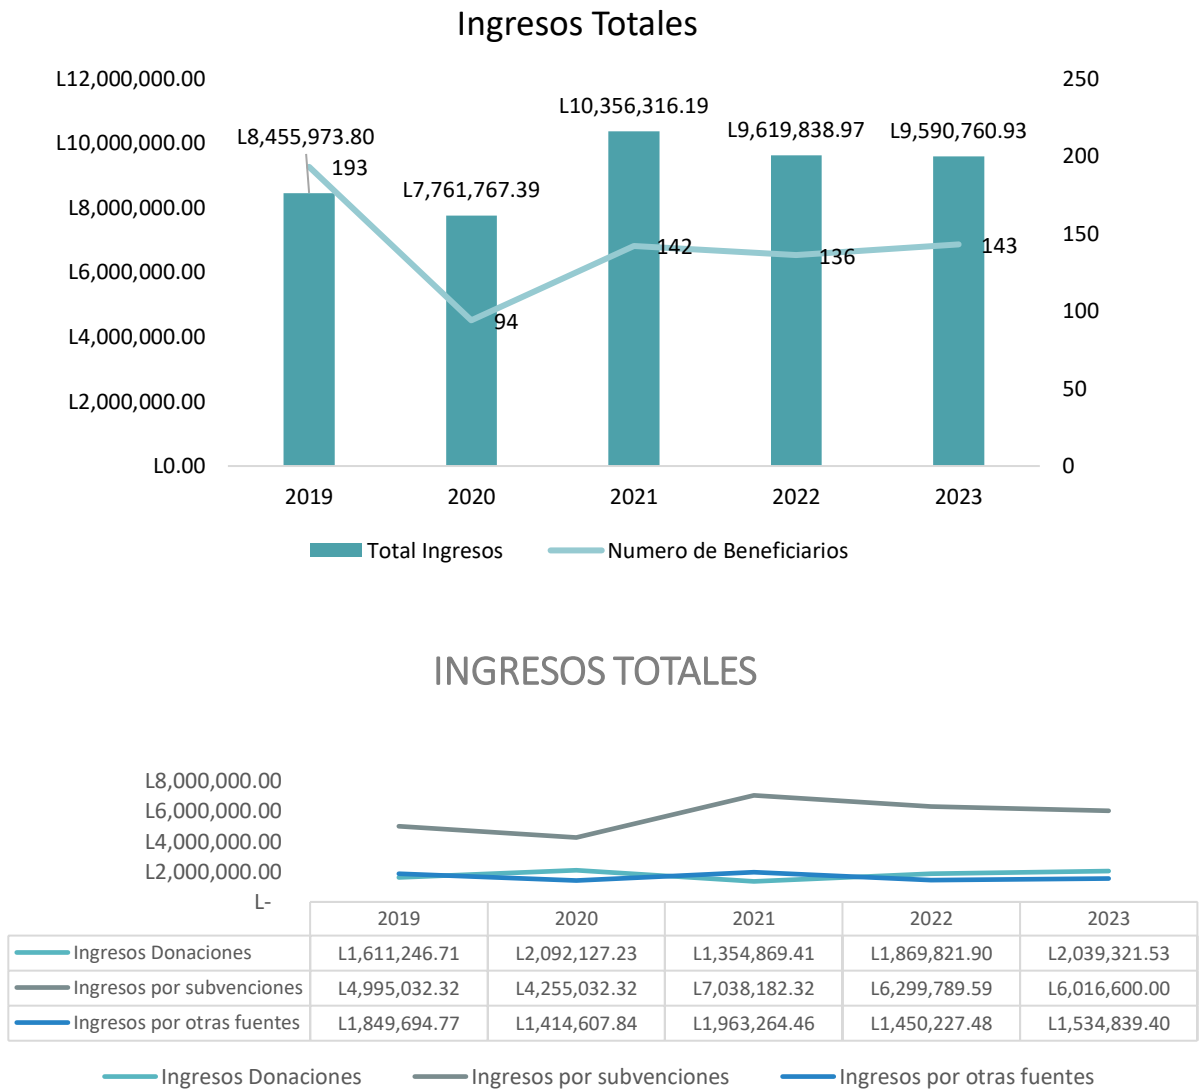 Ingresos Totales
L12,000,000.00 250
L10,356,316.19
L8,455,973.80 L9,619,838.97 L9,590,760.93
L10,000,000.00 200
193
L7,761,767.39
L8,000,000.00
150
142 136 143
L6,000,000.00
100
94
L4,000,000.00
50
L2,000,000.00
L0.00 0
2019 2020 2021 2022 2023
Total Ingresos Numero de Beneficiarios
INGRESOS TOTALES
L8,000,000.00
L6,000,000.00
L4,000,000.00
L2,000,000.00
L-
2019 2020 2021 2022 2023
Ingresos Donaciones L1,611,246.71 L2,092,127.23 L1,354,869.41 L1,869,821.90 L2,039,321.53
Ingresos por subvenciones L4,995,032.32 L4,255,032.32 L7,038,182.32 L6,299,789.59 L6,016,600.00
Ingresos por otras fuentes L1,849,694.77 L1,414,607.84 L1,963,264.46 L1,450,227.48 L1,534,839.40
Ingresos Donaciones Ingresos por subvenciones Ingresos por otras fuentes